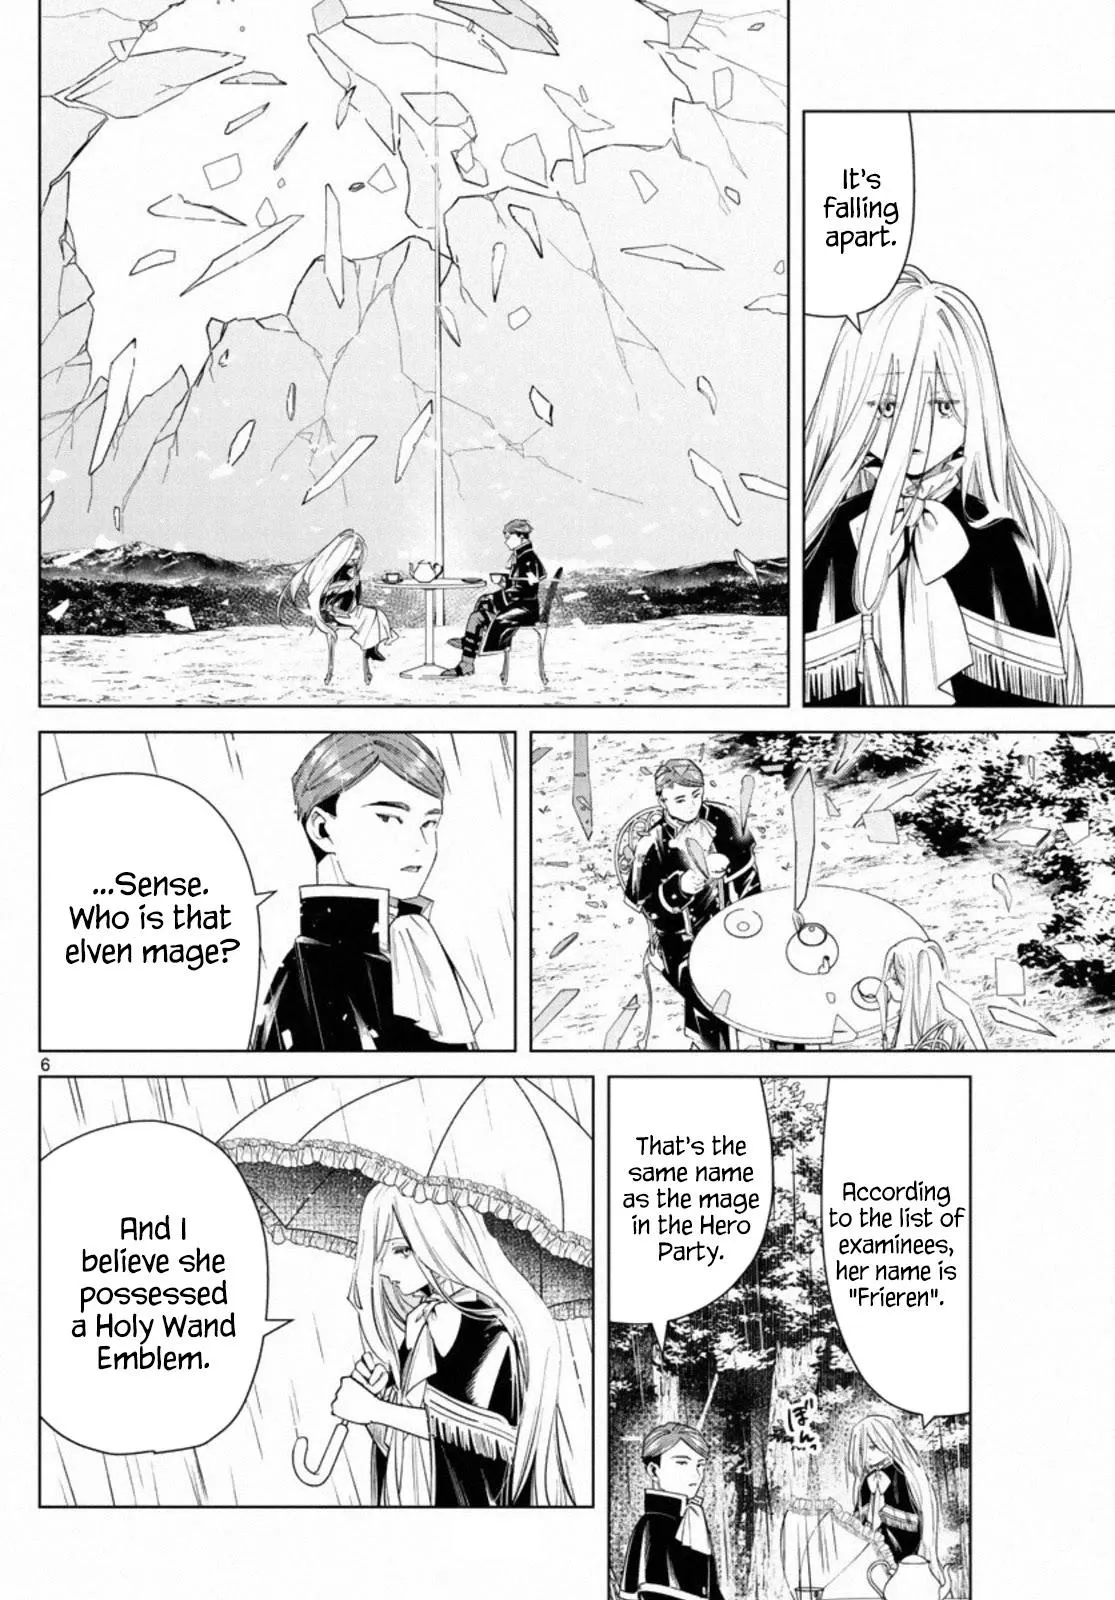 It's
falling
apart.
...Sense.
Who is that
elven mage?
6
According
to the list of
examinees,
her name is
"Frieren".
That's the
same name
as the mage
in the Hero
Party.
And I
believe she
possessed
a Holy Wand
Emblem.